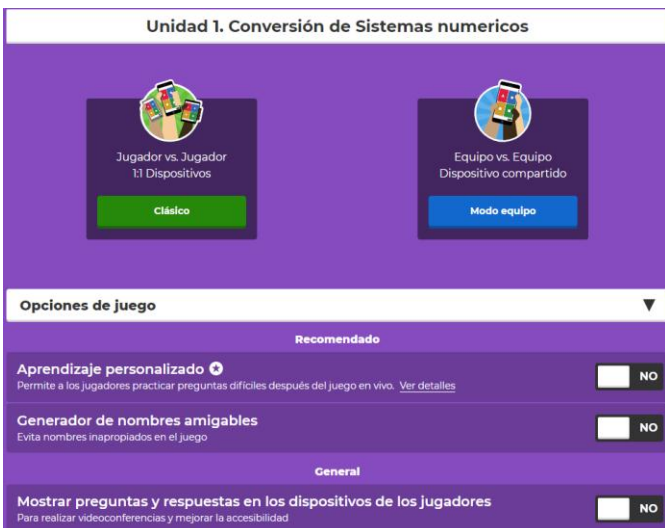 Unidad 1. Conversión de Sistemas numericos
Jugador vs. Jugador
1:1 Dispositivos
Clásico
Equipo vs. Equipo
Dispositivo compartido
Modo equipo
Opciones de juego
Recomendado
Aprendizaje personalizado
Permite a los jugadores practicar preguntas difíciles después del juego en vivo. Ver detalles
NO
Generador de nombres amigables
Evita nombres inapropiados en el juego
NO
General
Mostrar preguntas y respuestas en los dispositivos de los jugadores
Para realizar videoconferencias y mejorar la accesibilidad
NO